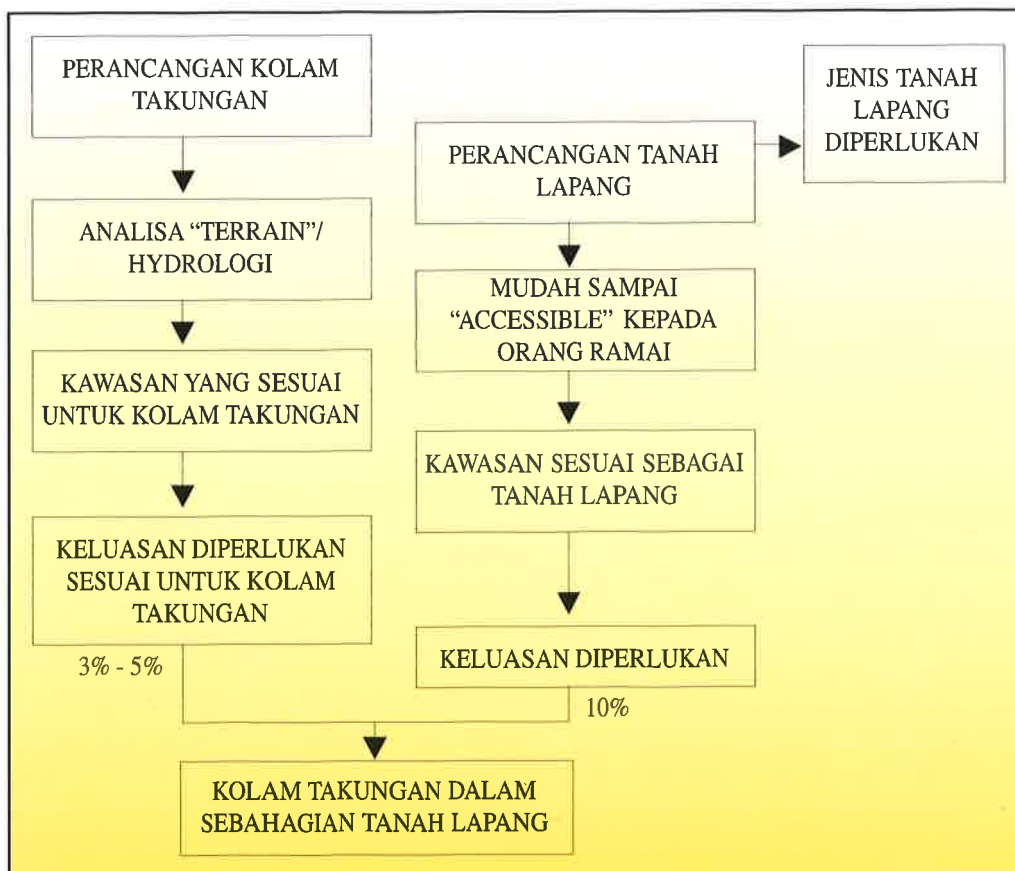 PERANCANGAN KOLAM
TAKUNGAN
ANALISA “TERRAIN”/
HYDROLOGI
KAWASAN YANG SESUAI
UNTUK KOLAM TAKUNGAN
KELUASAN DIPERLUKAN
SESUAI UNTUK KOLAM
TAKUNGAN
3% - 5%
PERANCANGAN TANAH
LAPANG
JENIS TANAH
LAPANG
DIPERLUKAN
MUDAH SAMPAI
“ACCESSIBLE” KEPADA
ORANG RAMAI
KAWASAN SESUAI SEBAGAI
TANAH LAPANG
KELUASAN DIPERLUKAN
10%
KOLAM TAKUNGAN DALAM
SEBAHAGIAN TANAH LAPANG